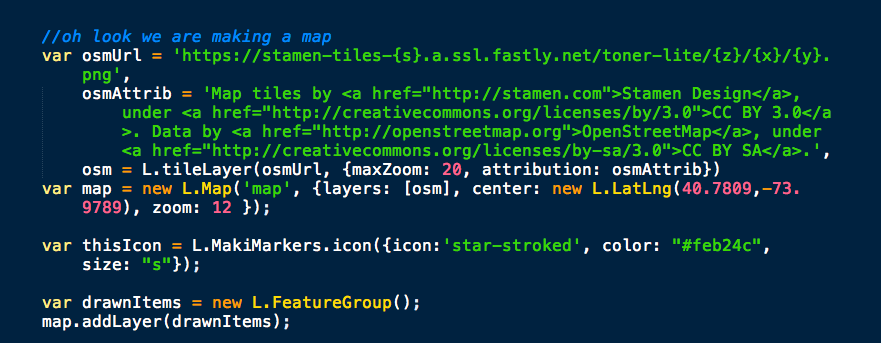 //oh look we are making a map
var osmUrl = 'https://stamen-tiles-{s}.a.ssl.fastly.net/toner-lite/{z}/{x}/{y}.
png',
osmAttrib = 'Map tiles by <a href="http://stamen.com">Stamen Design</a>,
under <a href="http://creativecommons.org/licenses/by/3.0">CC BY 3.0</a
>. Data by <a href="http://openstreetmap.org">OpenStreetMap</a>, under
<a href="http://creativecommons.org/licenses/by-sa/3.0">CC BY SA</a>.',
osm = L.tileLayer(osmUrl, {maxZoom: 20, attribution: osmAttrib})
var map = new L.Map('map', {layers: [osm], center: new L.LatLng(40.7809,-73.
9789), zoom: 12 });
var thisIcon = L.MakiMarkers.icon({icon:'star-stroked', color: "#feb24c",
size: "s"});
var drawnItems = new L.FeatureGroup();
map.addLayer(drawnItems);